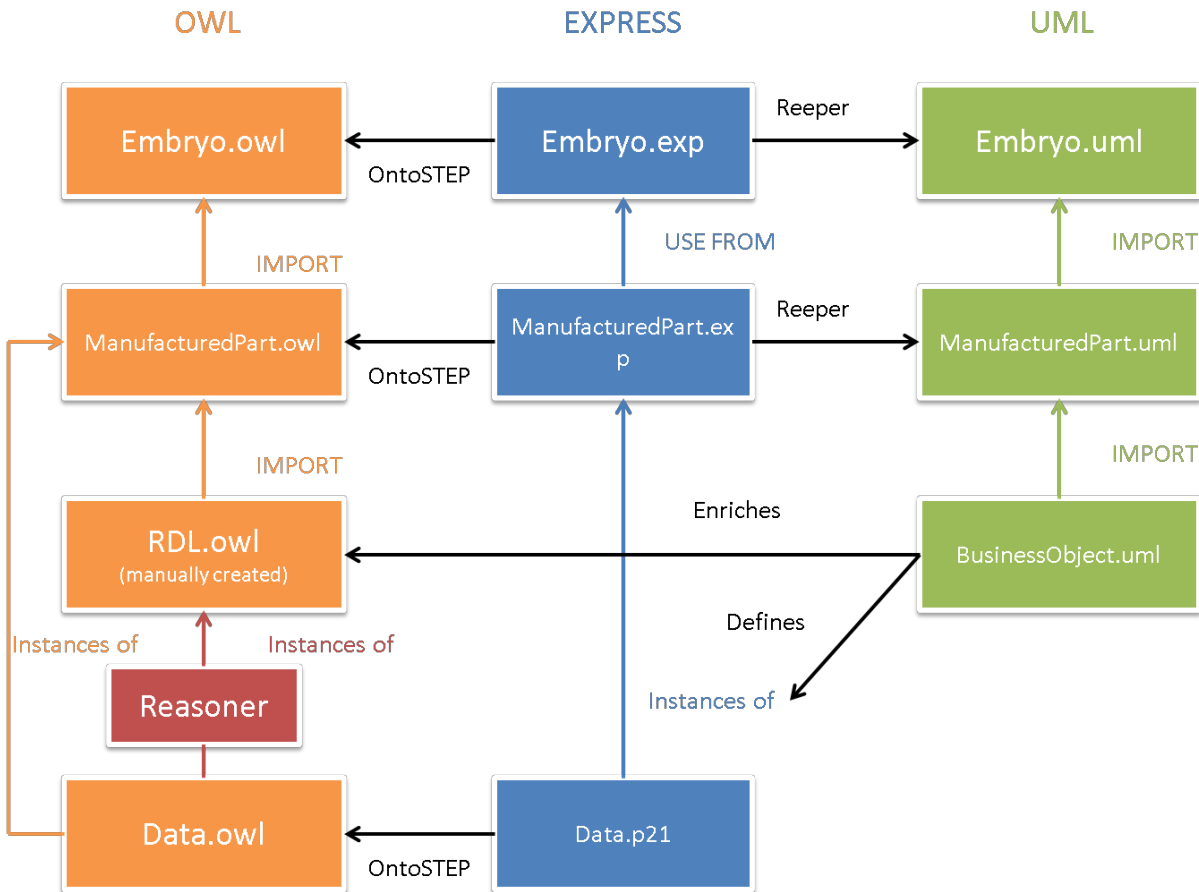 OWL
EXPRESS
UML
Embryo.owl
Embryo.exp
Embryo.uml
Reeper
OntoSTEP
IMPORT
USE FROM
IMPORT
ManufacturedPart.owl
ManufacturedPart.ex
p
ManufacturedPart.uml
Reeper
OntoSTEP
IMPORT
IMPORT
RDL.owl
(manually created)
Enriches
BusinessObject.uml
Defines
Instances of
Instances of
Instances of
Reasoner
Data.owl
Data.p21
OntoSTEP